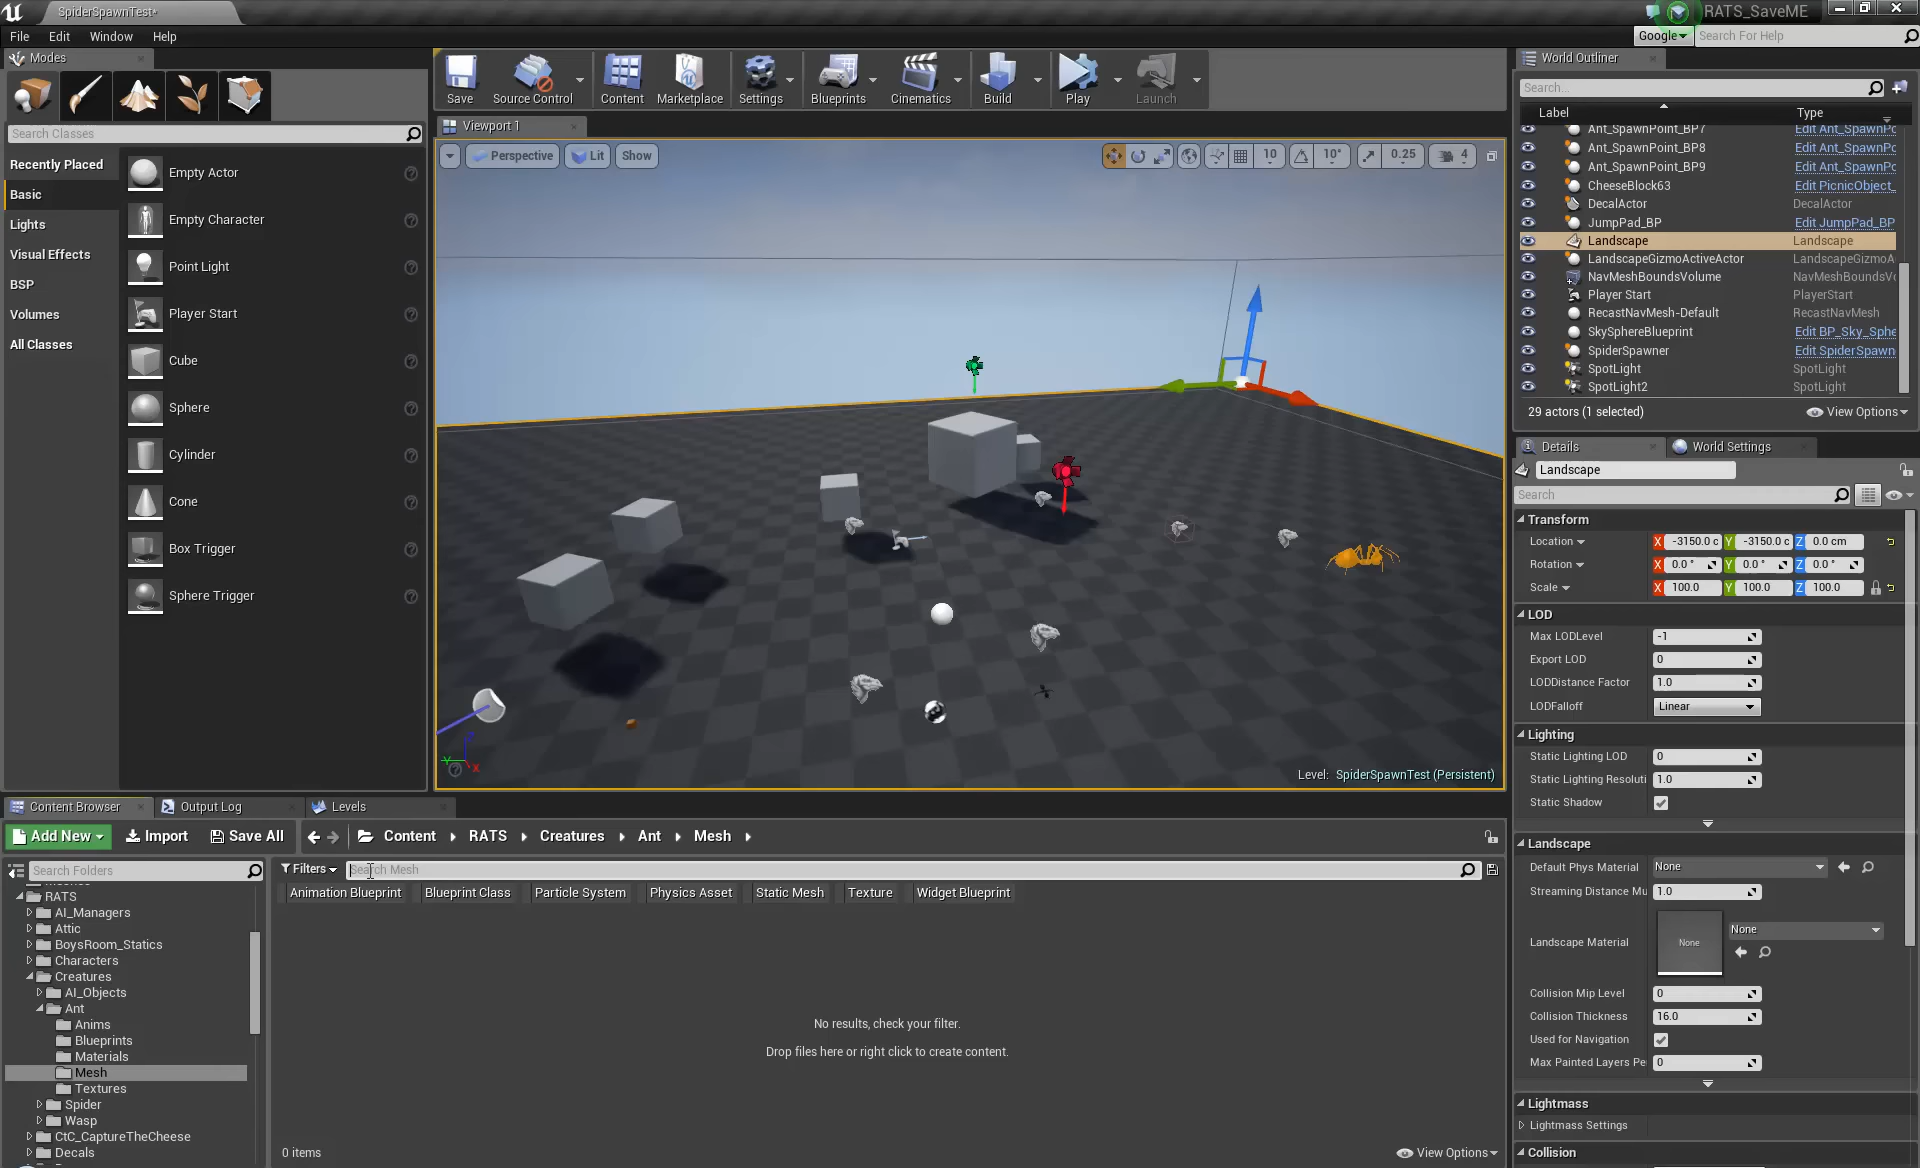 SpiderSpawnTest*
RATS_SaveME
File Edit Window Help
Google
Search For Help
Modes
Search Classes
Recently Placed
Basic
Lights
Visual Effects
BSP
Volumes
All Classes
Empty Actor
Empty Character
Point Light
Player Start
Cube
Sphere
Cylinder
Cone
Box Trigger
Sphere Trigger
Save
Source Control
Content
Marketplace
Settings
Blueprints
Cinematics
Build
Play
Launch
Viewport 1
Perspective
Lit
Show
10
10°
0.25
4
Level: SpiderSpawnTest (Persistent)
World Outliner
Search...
Label Type
Ant_SpawnPoint_BP7 Edit Ant_SpawnPc
Ant_SpawnPoint_BP8 Edit Ant_SpawnPc
Ant_SpawnPoint_BP9 Edit Ant_SpawnPc
CheeseBlock63 Edit PicnicObject_
DecalActor DecalActor
JumpPad_BP Edit JumpPad_BP
Landscape Landscape
LandscapeGizmoActiveActor LandscapeGizmoA
NavMeshBoundsVolume NavMeshBoundsVo
Player Start PlayerStart
RecastNavMesh-Default RecastNavMesh
SkySphereBlueprint Edit BP_Sky_Sphe
SpiderSpawner Edit SpiderSpawn
SpotLight SpotLight
SpotLight2 SpotLight
29 actors (1 selected)
View Options
Details
World Settings
Landscape
Search
Transform
Location X -3150.0 c Y -3150.0 c Z 0.0 cm
Rotation X 0.0 ° Y 0.0 ° Z 0.0 °
Scale X 100.0 Y 100.0 Z 100.0
LOD
Max LODLevel -1
Export LOD 0
LODDistance Factor 1.0
LODFalloff Linear
Lighting
Static Lighting LOD 0
Static Lighting Resoluti 1.0
Static Shadow
Landscape
Default Phys Material None
Streaming Distance Mu 1.0
Landscape Material None None
Collision Mip Level 0
Collision Thickness 16.0
Used for Navigation
Max Painted Layers Pe 0
Lightmass
Lightmass Settings
Collision
Content Browser
Output Log
Levels
Add New
Import
Save All
Content RATS Creatures Ant Mesh
Search Folders
RATS
AI_Managers
Attic
BoysRoom_Statics
Characters
Creatures
AI_Objects
Ant
Anims
Blueprints
Materials
Mesh
Textures
Spider
Wasp
CtC_CaptureTheCheese
Decals
Filters
Search Mesh
Animation Blueprint Blueprint Class Particle System Physics Asset Static Mesh Texture Widget Blueprint
No results, check your filter.
Drop files here or right click to create content.
0 items
View Options